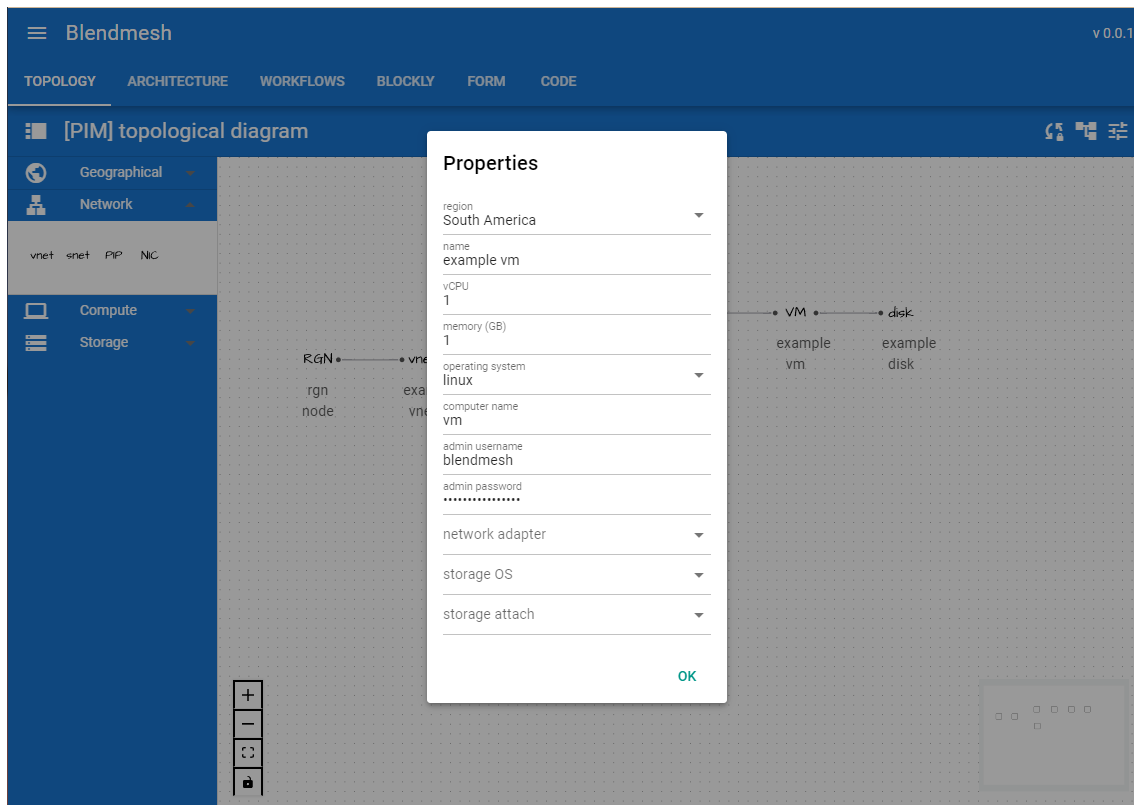 Blendmesh
v 0.0.1
TOPOLOGY ARCHITECTURE WORKFLOWS BLOCKLY FORM CODE
[PIM] topological diagram
Geographical
Network
vnet snet PIP NIC
Compute
Storage
RGN
rgn
node
vne
exa
vne
VM
example
vm
disk
example
disk
Properties
region
South America
name
example vm
vCPU
1
memory (GB)
1
operating system
linux
computer name
vm
admin username
blendmesh
admin password
••••••••••••••••
network adapter
storage OS
storage attach
OK